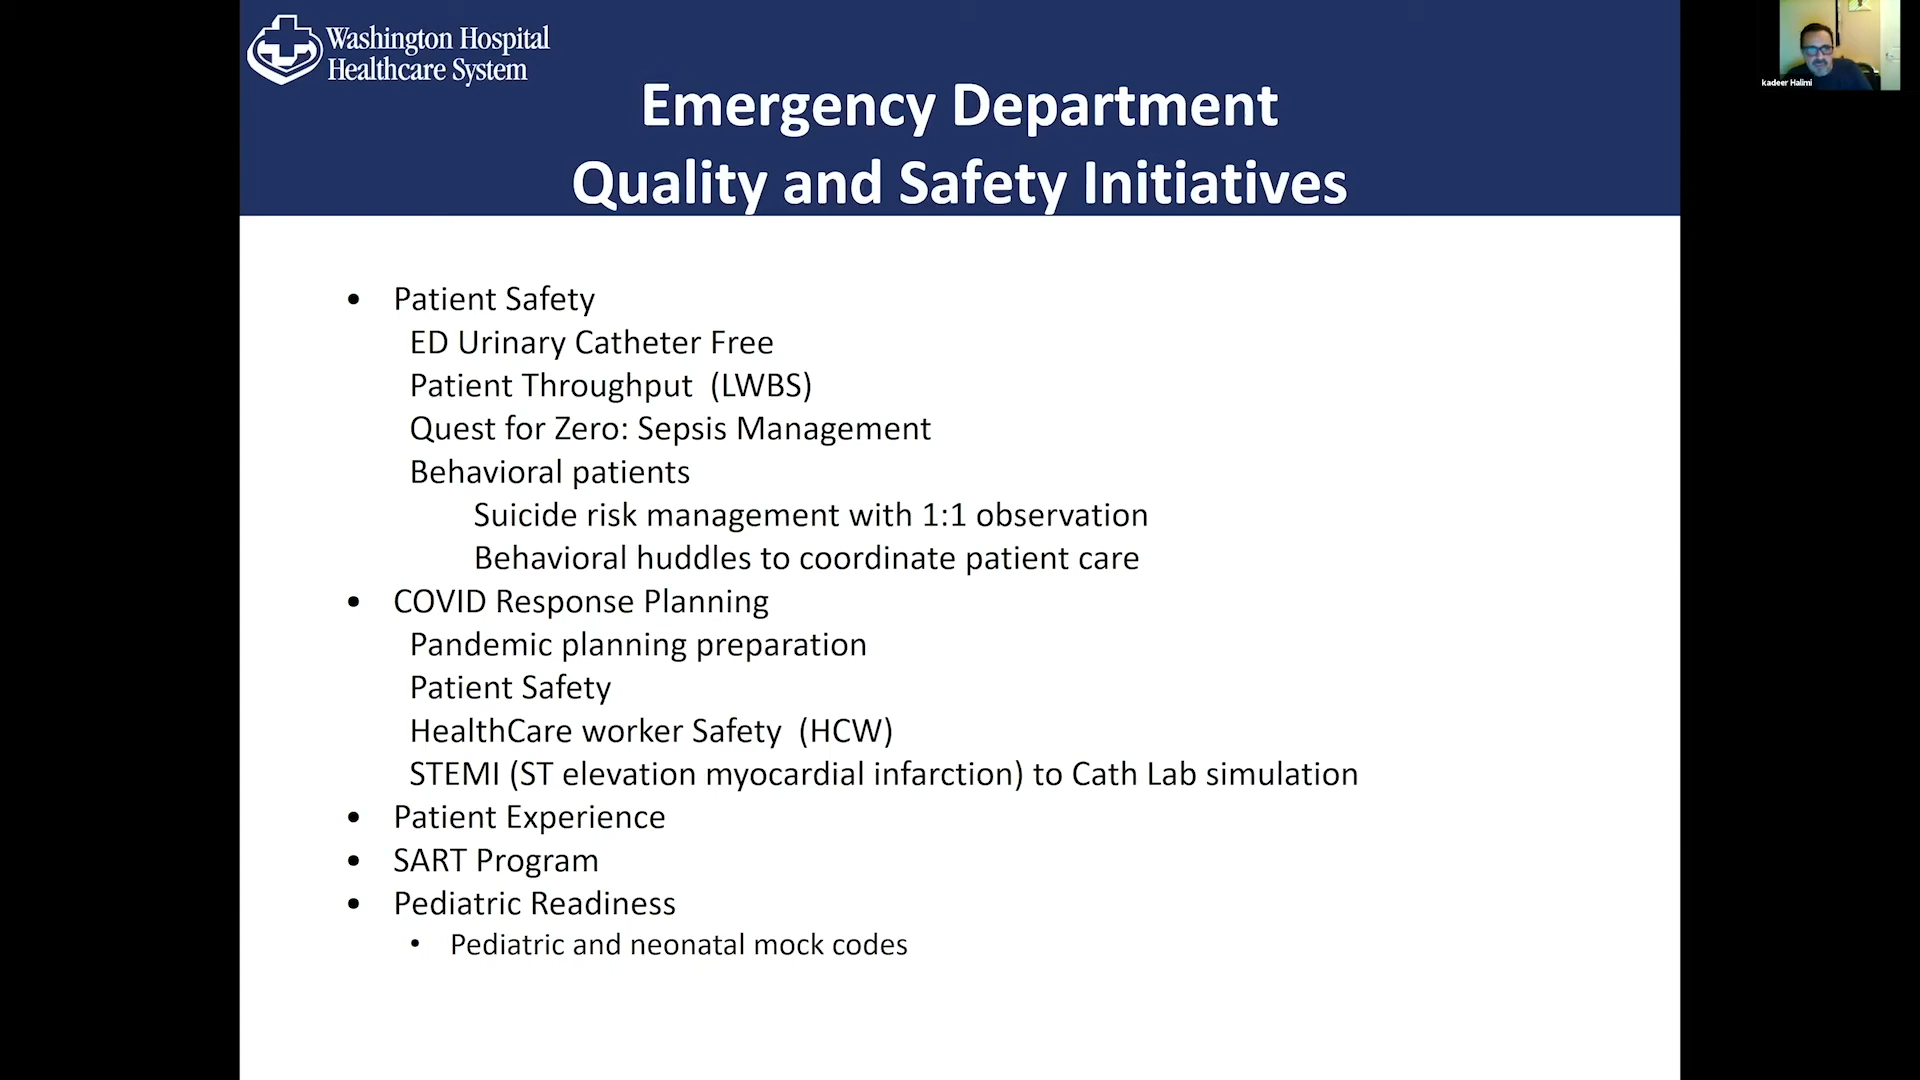 Washington Hospital
Healthcare System
kadeer Halimi
Emergency Department
Quality and Safety Initiatives
• Patient Safety
ED Urinary Catheter Free
Patient Throughput (LWBS)
Quest for Zero: Sepsis Management
Behavioral patients
Suicide risk management with 1:1 observation
Behavioral huddles to coordinate patient care
• COVID Response Planning
Pandemic planning preparation
Patient Safety
HealthCare worker Safety (HCW)
STEMI (ST elevation myocardial infarction) to Cath Lab simulation
• Patient Experience
• SART Program
• Pediatric Readiness
• Pediatric and neonatal mock codes